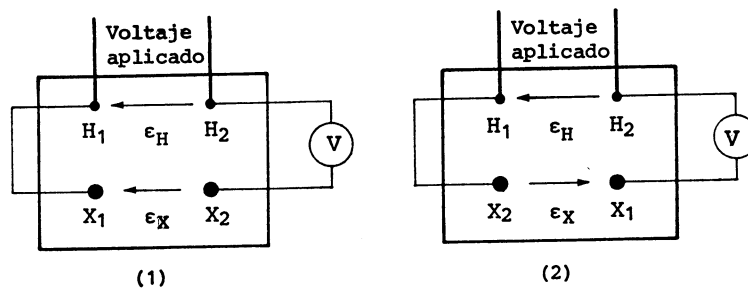 Voltaje
aplicado
H₁ εH H₂
V
X₁ εX X₂
(1)
Voltaje
aplicado
H₁ εH H₂
V
X₂ εX X₁
(2)